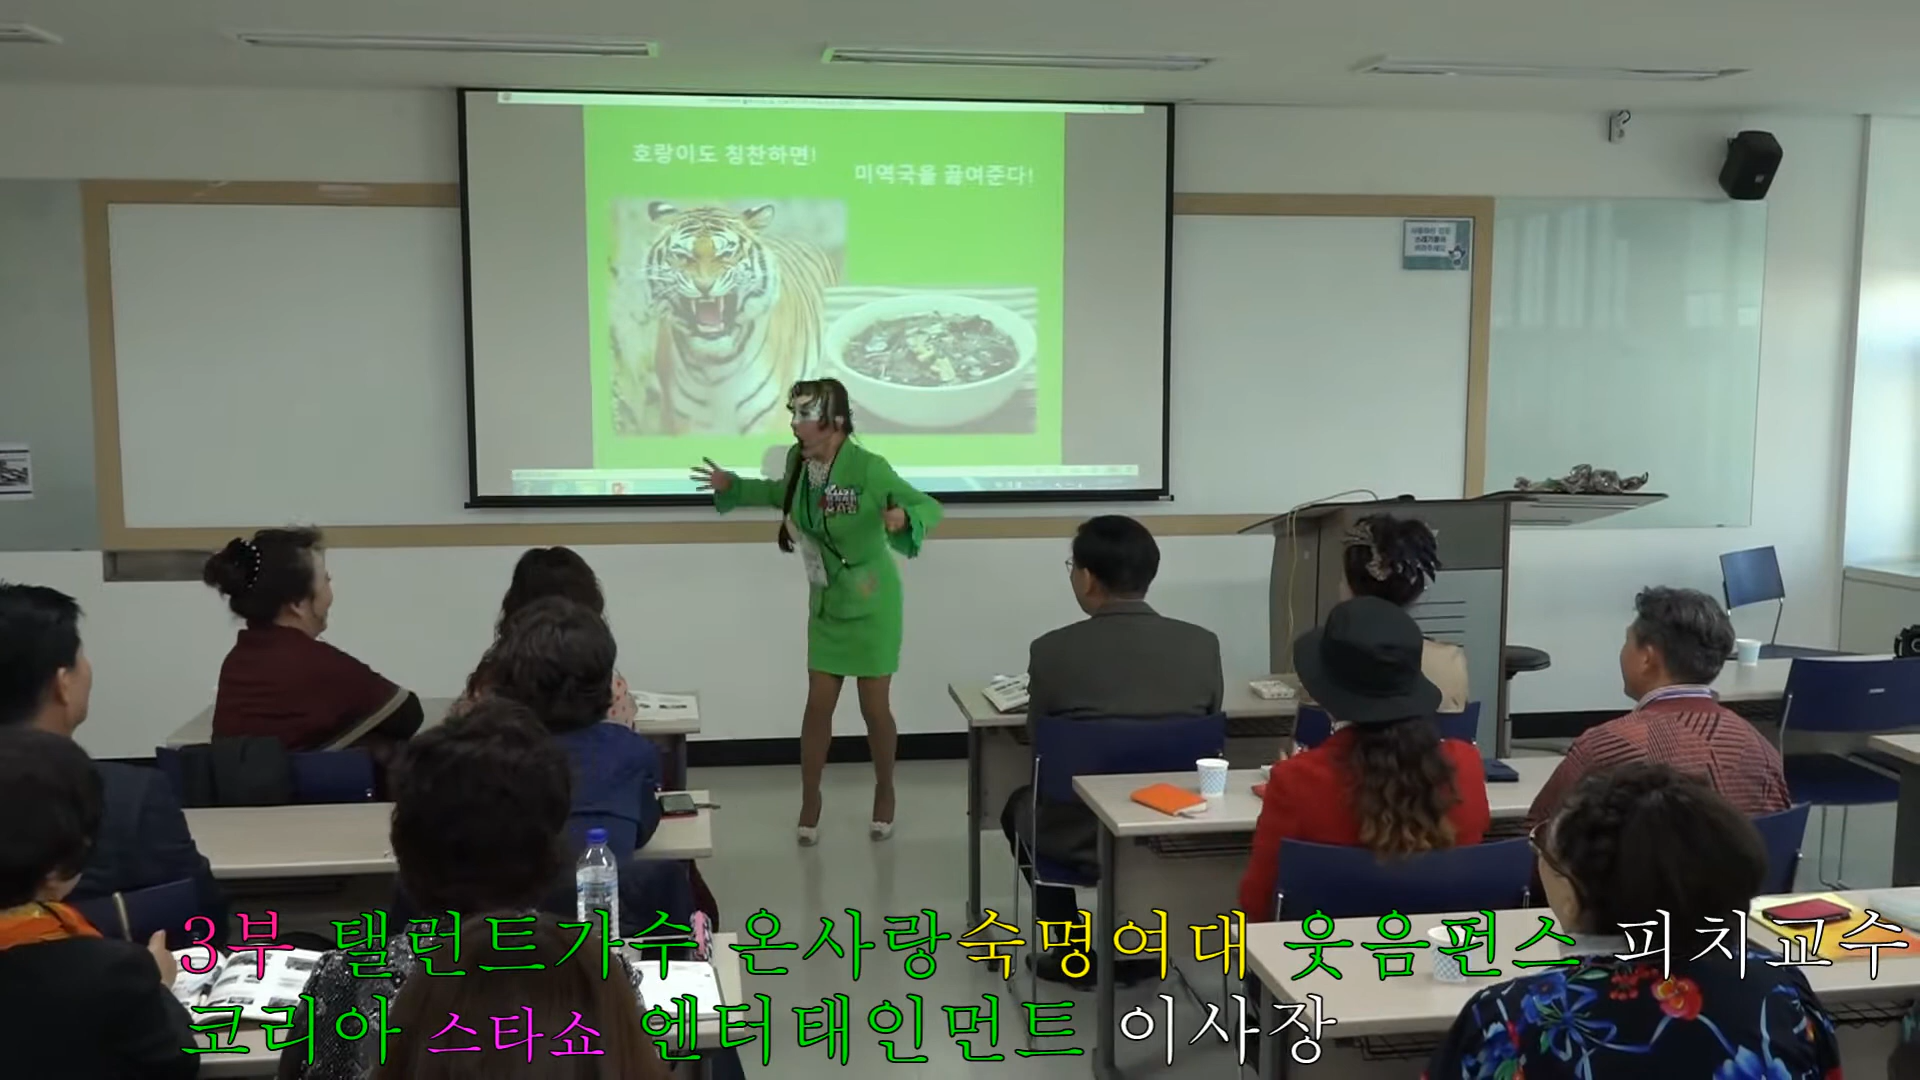 호랑이도 칭찬하면!
미역국을 끓여준다!
3부 탤런트가수 온사랑숙명여대 웃음펀스 피치교수
코리아 스타쇼 엔터태인먼트 이사장